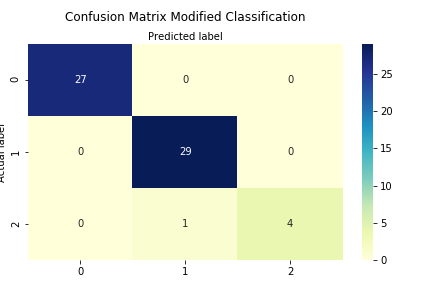 Confusion Matrix Modified Classification
Predicted label
0 27 0 0
1 0 29 0
2 0 1 4
0 1 2
Actual label
25
20
15
10
5
0